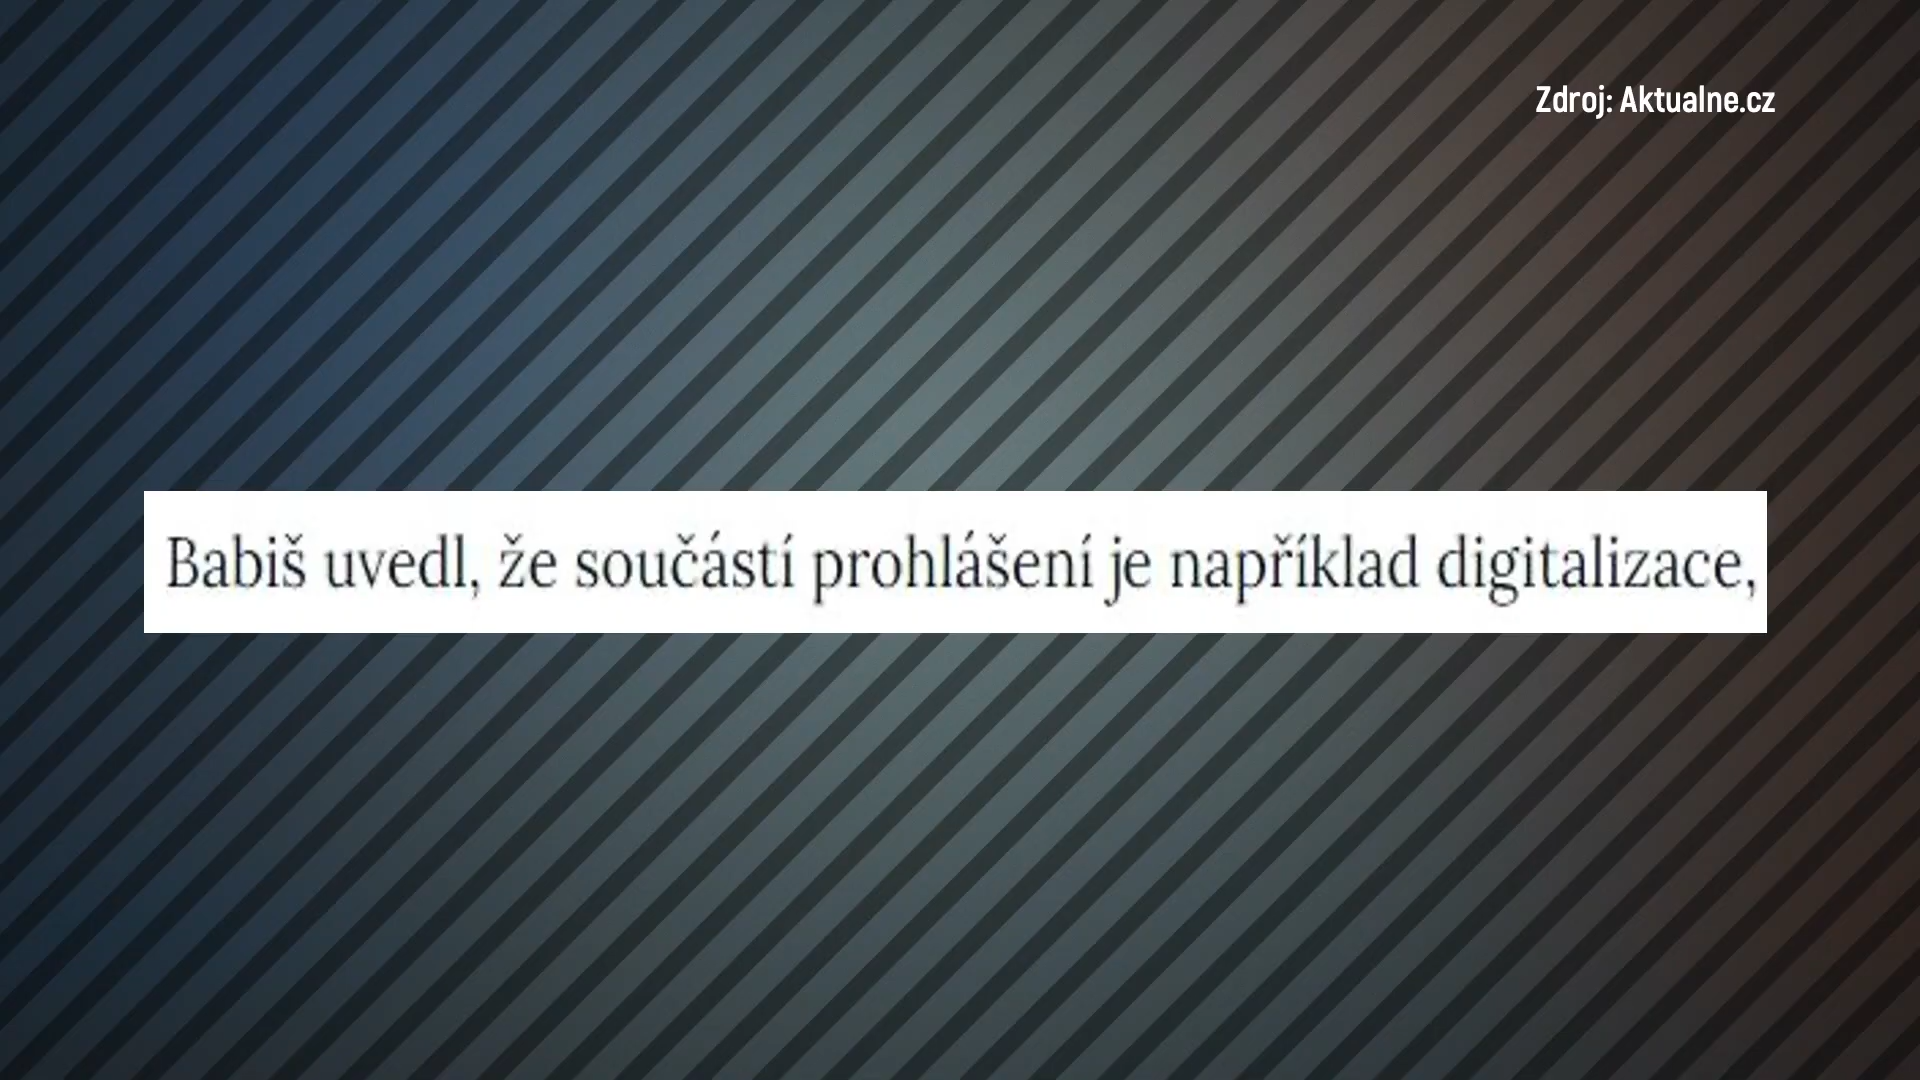 Zdroj: Aktualne.cz
Babiš uvedl, že součástí prohlášení je například digitalizace,